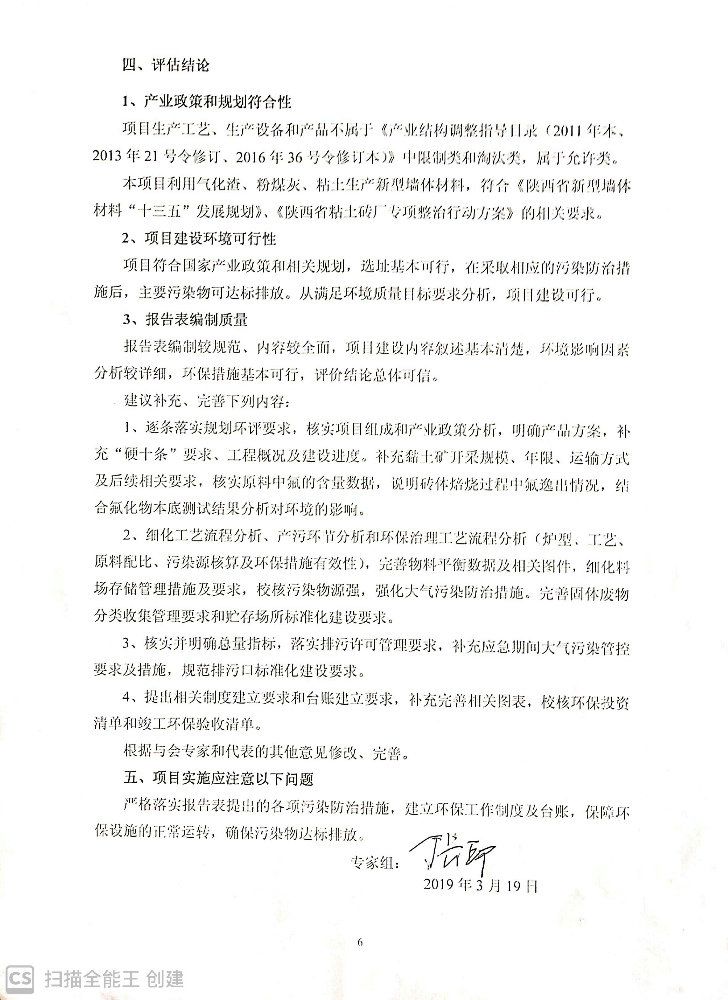 四、评估结论
1、产业政策和规划符合性
项目生产工艺、生产设备和产品不属于《产业结构调整指导目录（2011年本、
2013年21号令修订、2016年36号令修订本）》中限制类和淘汰类，属于允许类。
本项目利用气化渣、粉煤灰、粘土生产新型墙体材料，符合《陕西省新型墙体
材料“十三五”发展规划》、《陕西省粘土砖厂专项整治行动方案》的相关要求。
2、项目建设环境可行性
项目符合国家产业政策和相关规划，选址基本可行，在采取相应的污染防治措
施后，主要污染物可达标排放。从满足环境质量目标要求分析，项目建设可行。
3、报告表编制质量
报告表编制较规范、内容较全面，项目建设内容叙述基本清楚，环境影响因素
分析较详细，环保措施基本可行，评价结论总体可信。
建议补充、完善下列内容：
1、逐条落实规划环评要求，核实项目组成和产业政策分析，明确产品方案，补
充“硬十条”要求、工程概况及建设进度。补充黏土矿开采规模、年限、运输方式
及后续相关要求，核实原料中氟的含量数据，说明砖体焙烧过程中氟逸出情况，结
合氟化物本底测试结果分析对环境的影响。
2、细化工艺流程分析、产污环节分析和环保治理工艺流程分析（炉型、工艺、
原料配比、污染源核算及环保措施有效性），完善物料平衡数据及相关图件，细化料
场存储管理措施及要求，校核污染物源强，强化大气污染防治措施。完善固体废物
分类收集管理要求和贮存场所标准化建设要求。
3、核实并明确总量指标，落实排污许可管理要求，补充应急期间大气污染管控
要求及措施，规范排污口标准化建设要求。
4、提出相关制度建立要求和台账建立要求，补充完善相关图表，校核环保投资
清单和竣工环保验收清单。
根据与会专家和代表的其他意见修改、完善。
五、项目实施应注意以下问题
严格落实报告表提出的各项污染防治措施，建立环保工作制度及台账，保障环
保设施的正常运转，确保污染物达标排放。
专家组：
2019年3月19日
6
CS 扫描全能王 创建